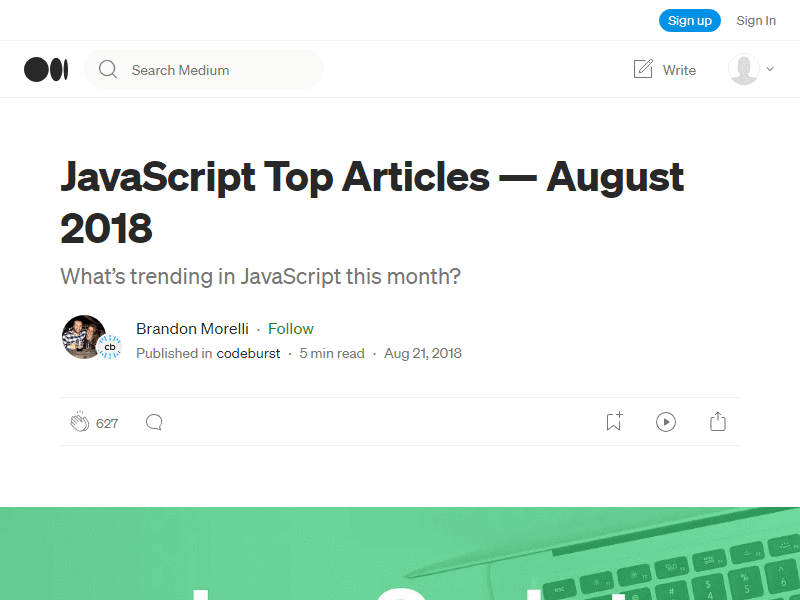 Sign up Sign In
Search Medium Write
JavaScript Top Articles — August
2018
What's trending in JavaScript this month?
Brandon Morelli · Follow
cb
Published in codeburst · 5 min read · Aug 21, 2018
627